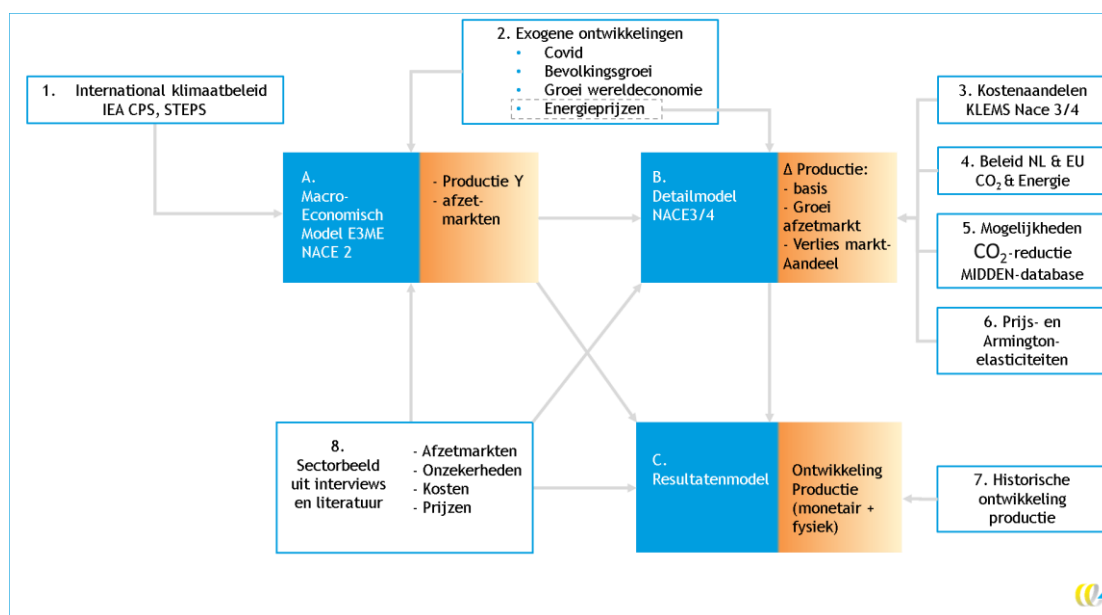 2. Exogene ontwikkelingen
• Covid
• Bevolkingsgroei
• Groei wereldeconomie
• Energieprijzen
1. International klimaatbeleid
IEA CPS, STEPS
3. Kostenaandelen
KLEMS Nace 3/4
4. Beleid NL & EU
CO2 & Energie
5. Mogelijkheden
CO2-reductie
MIDDEN-database
6. Prijs- en
Armington-
elasticiteiten
A.
Macro-
Economisch
Model E3ME
NACE 2
- Productie Y
- afzet-
markten
B.
Detailmodel
NACE3/4
Δ Productie:
- basis
- Groei
afzetmarkt
- Verlies markt-
Aandeel
8.
Sectorbeeld
uit interviews
en literatuur
- Afzetmarkten
- Onzekerheden
- Kosten
- Prijzen
C.
Resultatenmodel
Ontwikkeling
Productie
(monetair +
fysiek)
7. Historische
ontwikkeling
productie